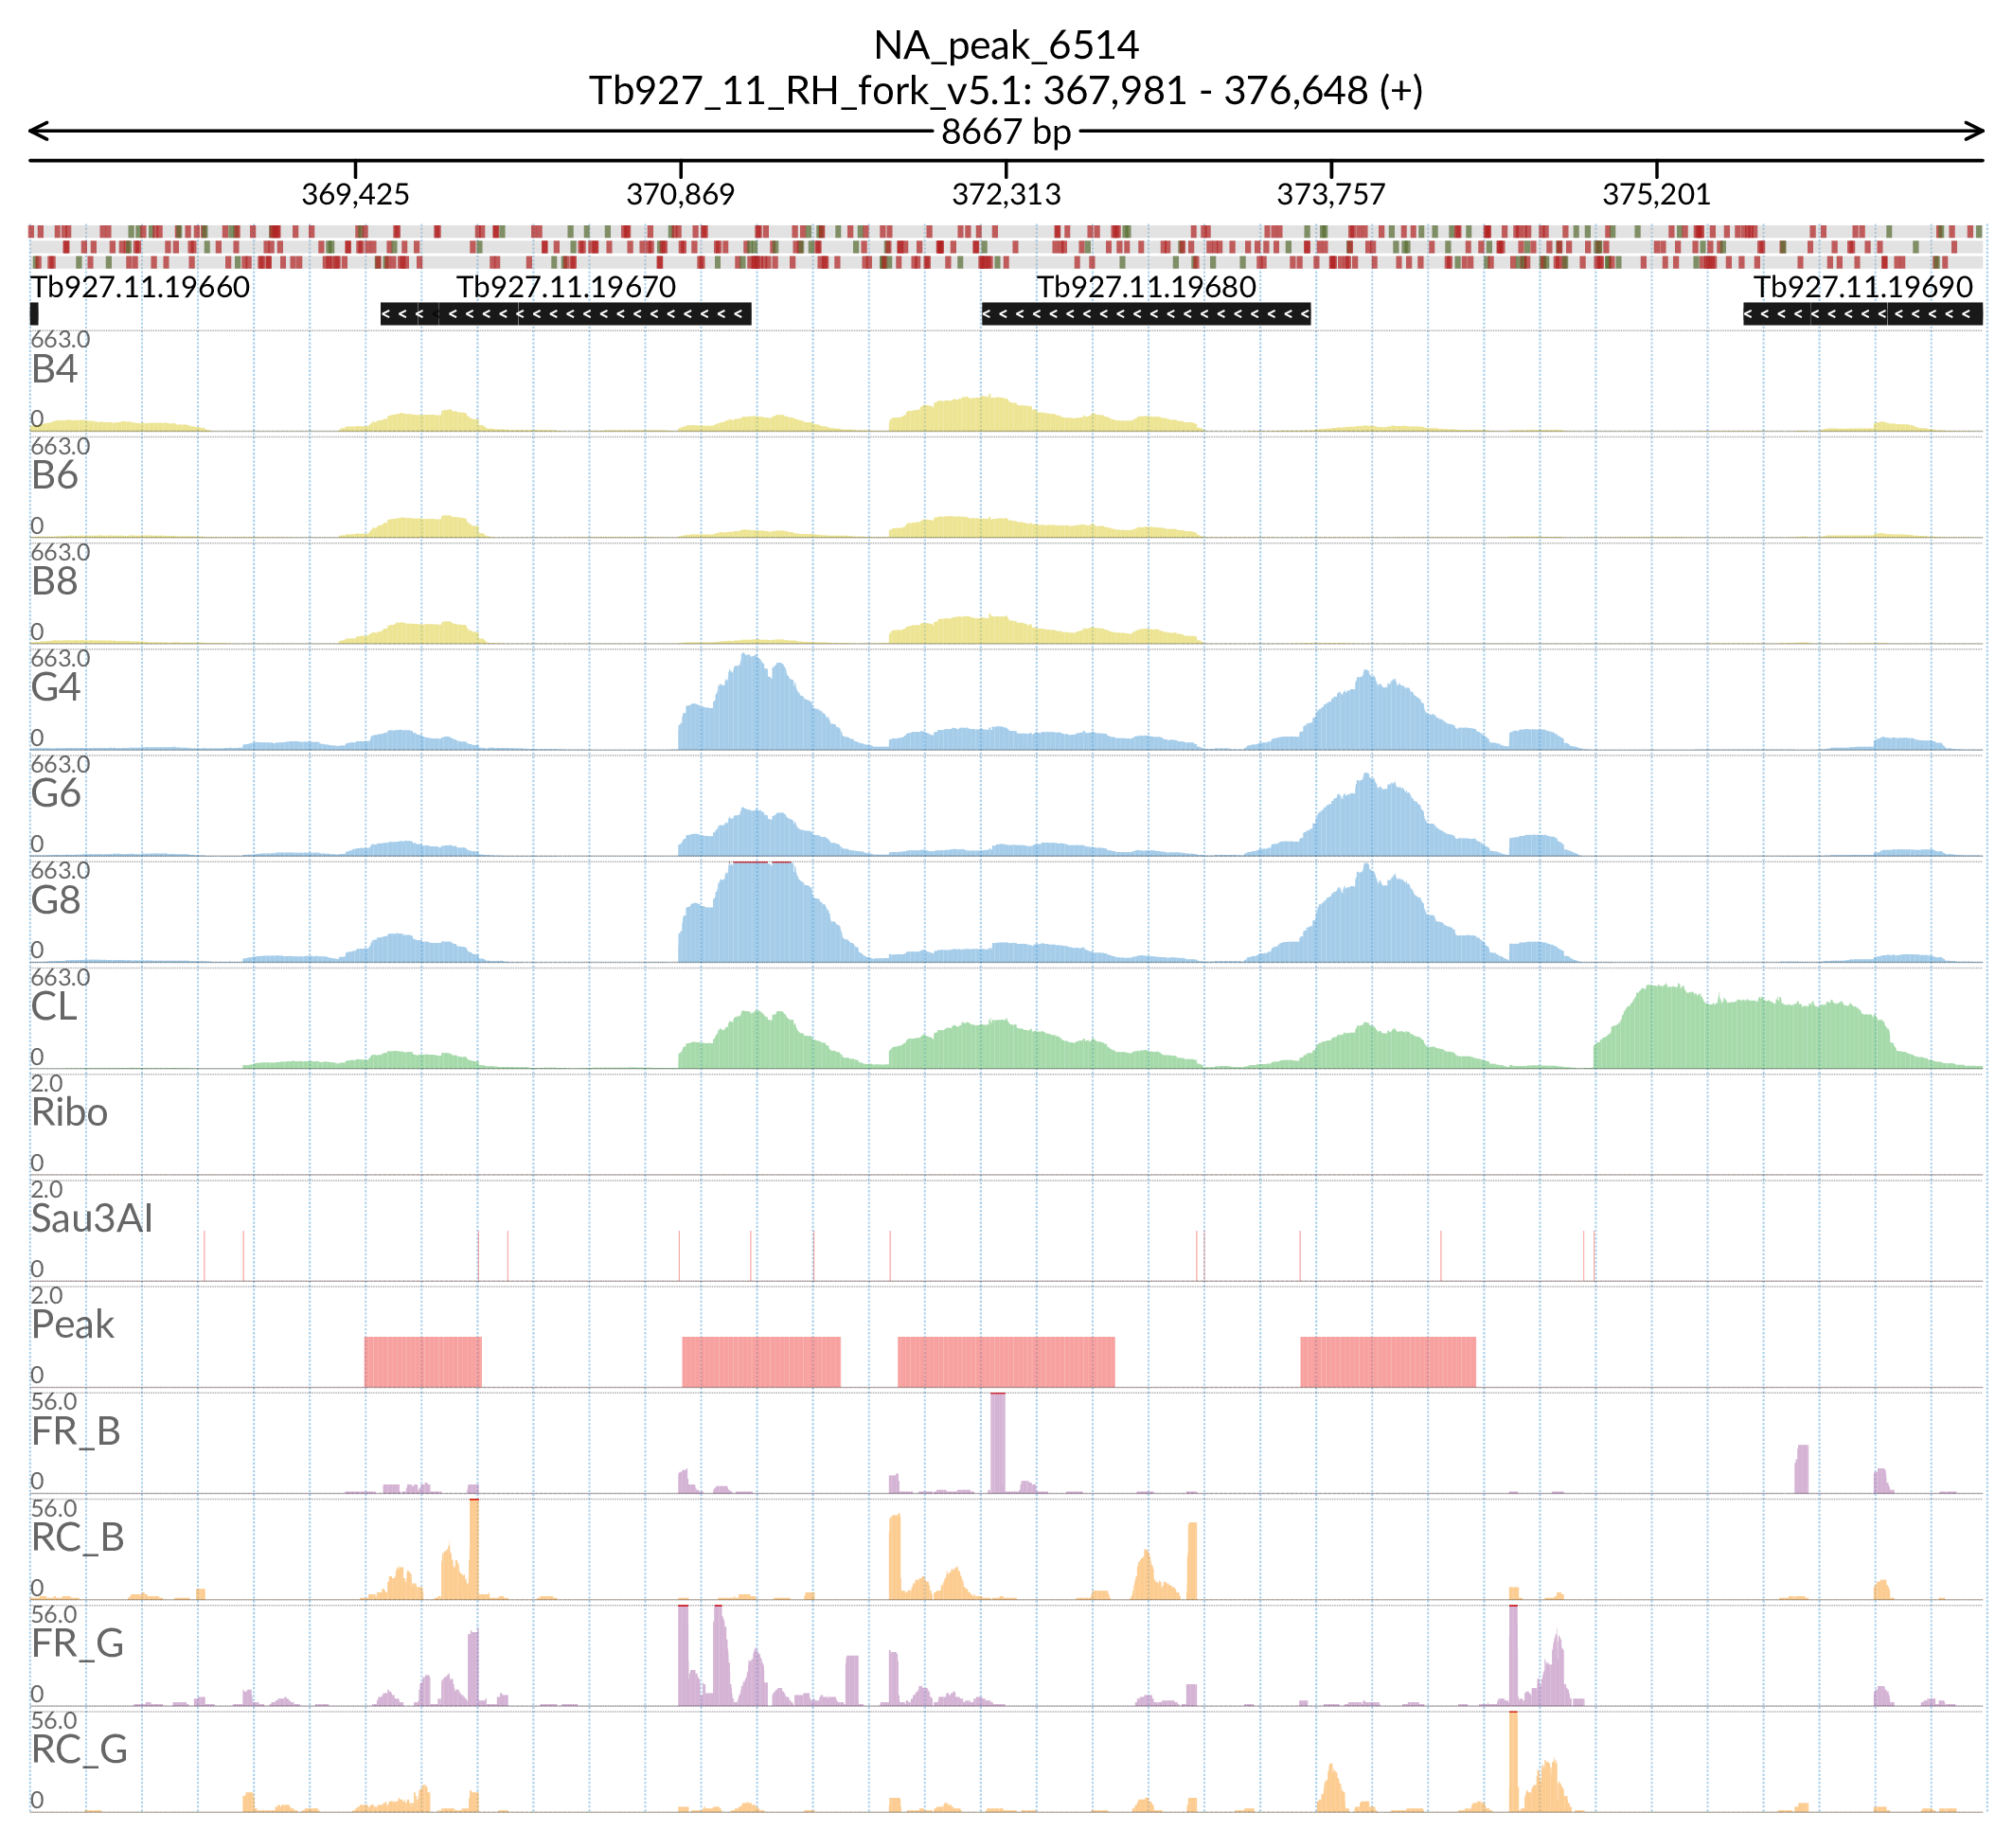 NA_peak_6514
Tb927_11_RH_fork_v5.1: 367,981 - 376,648 (+)
8667 bp
369,425 370,869 372,313 373,757 375,201
Tb927.11.19660 Tb927.11.19670 Tb927.11.19680 Tb927.11.19690
663.0
B4
0
663.0
B6
0
663.0
B8
0
663.0
G4
0
663.0
G6
0
663.0
G8
0
663.0
CL
0
2.0
Ribo
0
2.0
Sau3AI
0
2.0
Peak
0
56.0
FR_B
0
56.0
RC_B
0
56.0
FR_G
0
56.0
RC_G
0